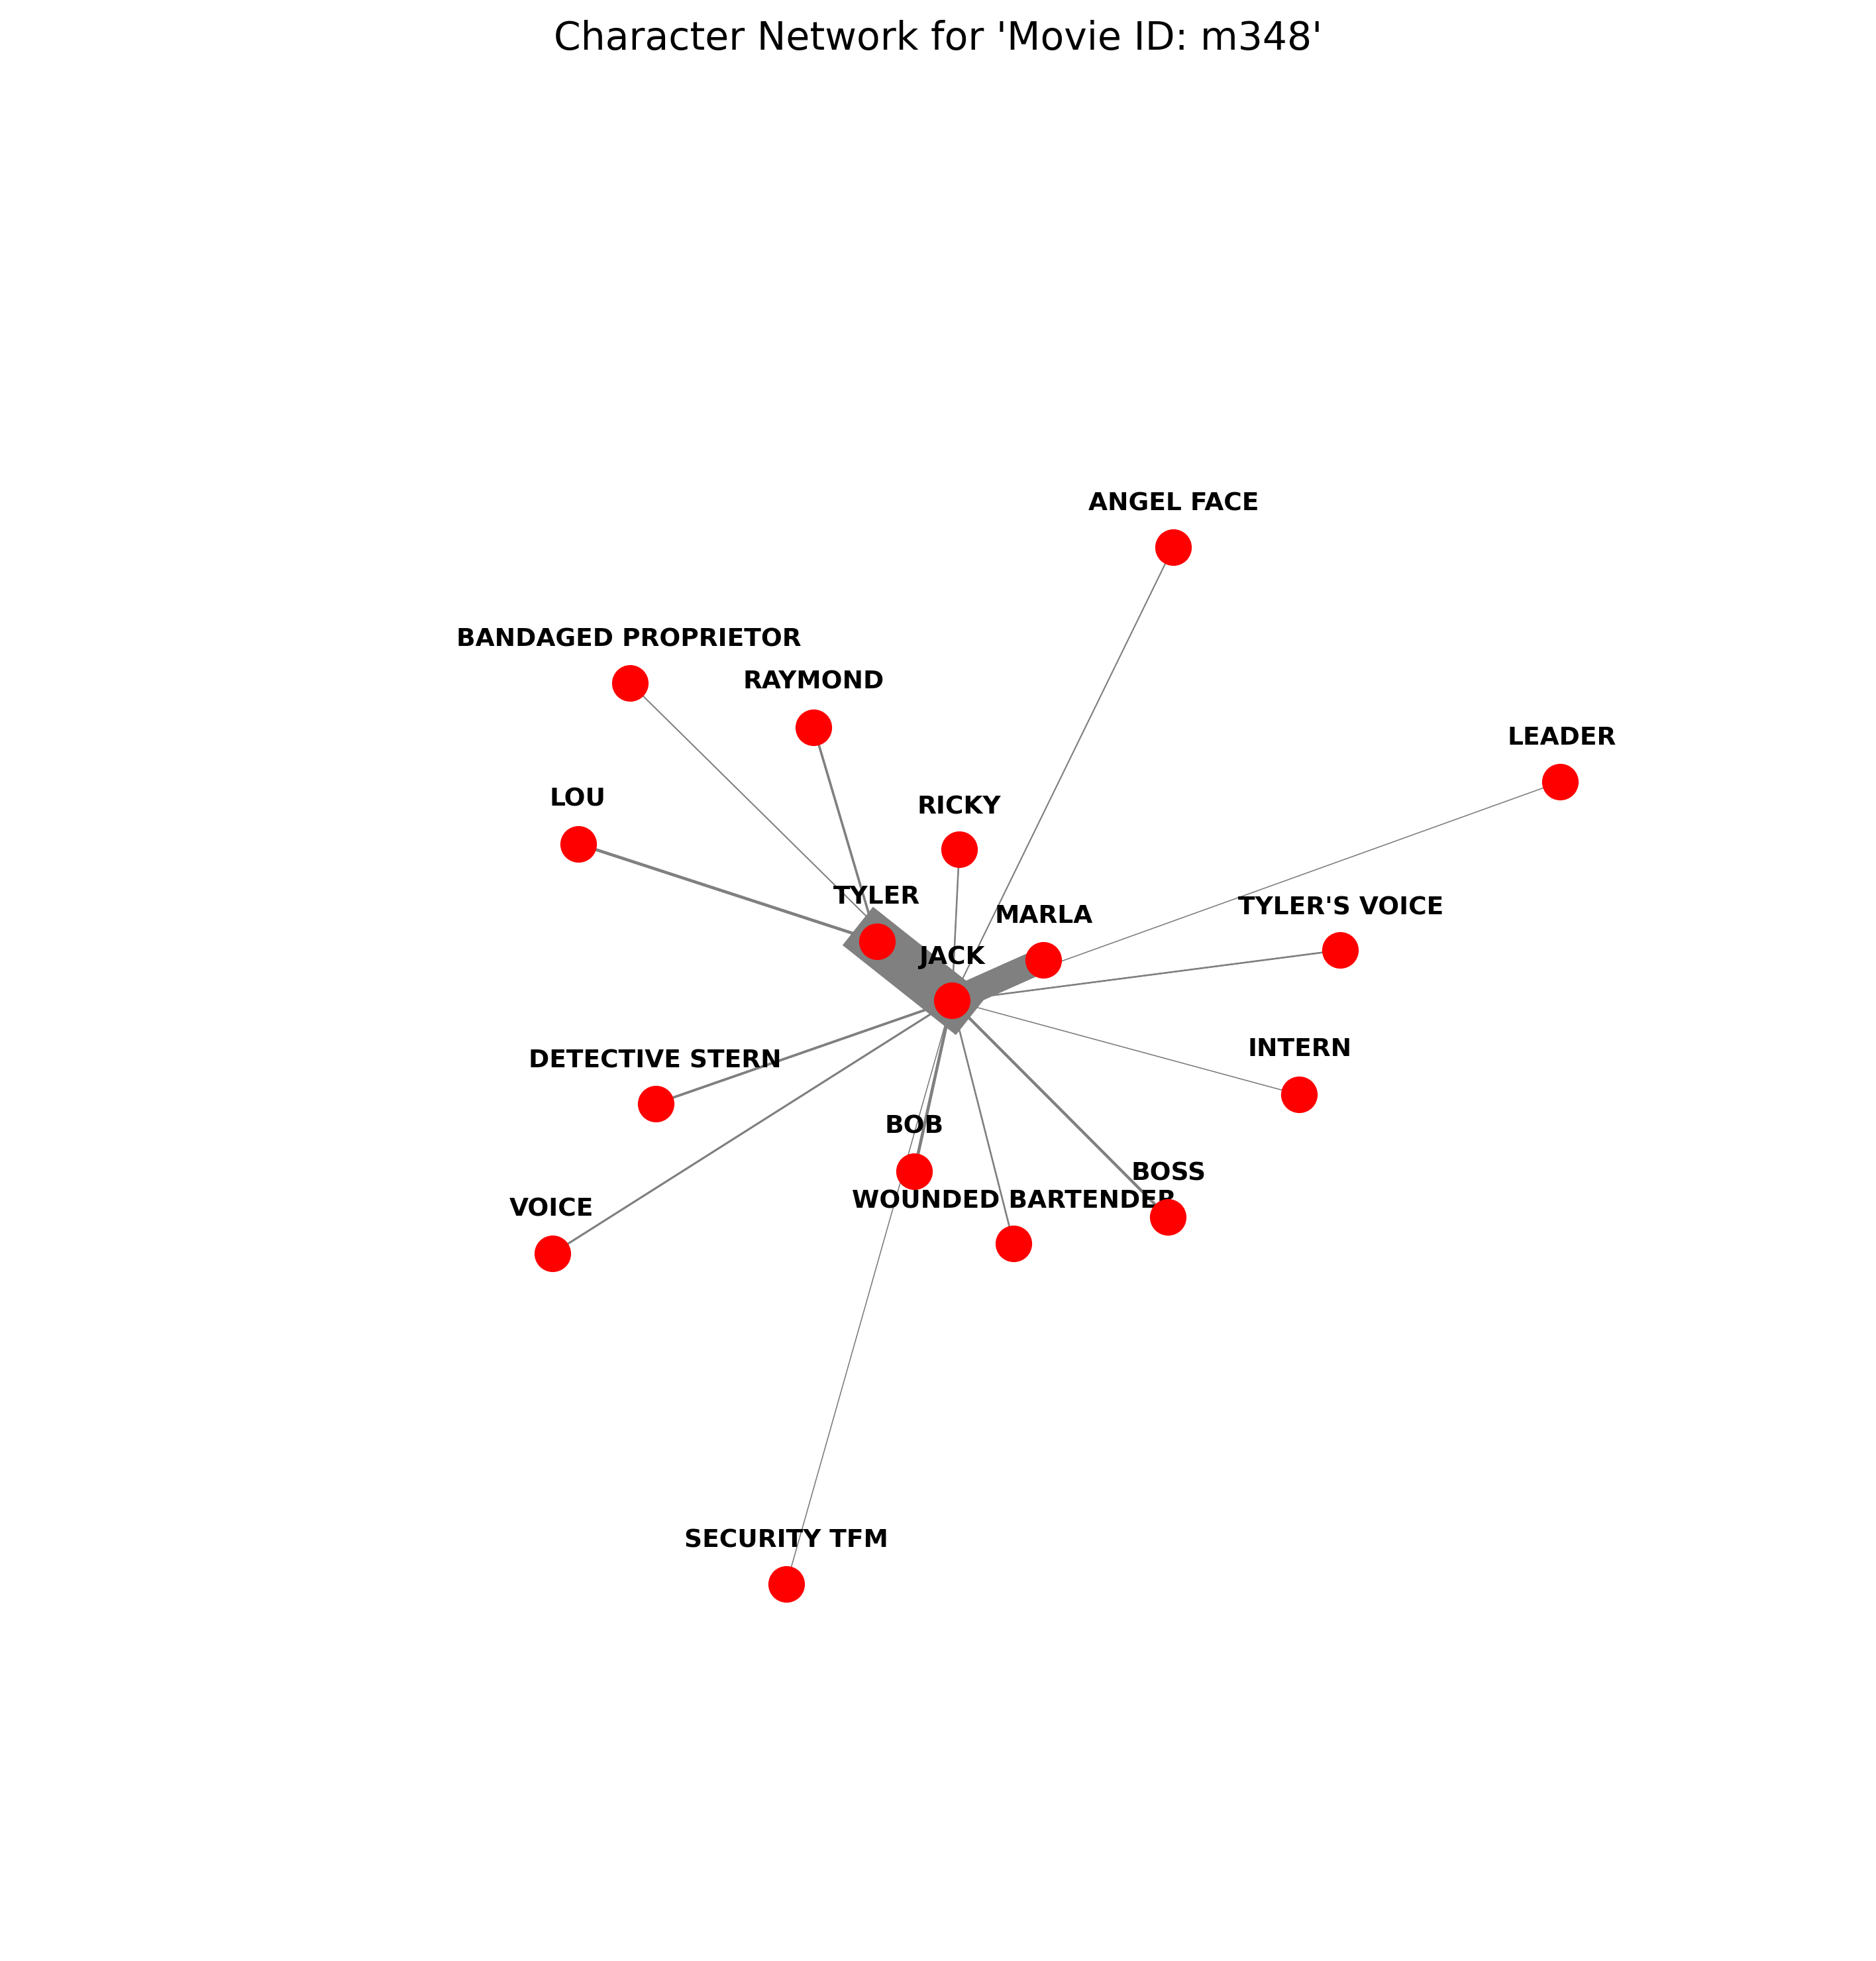 Character Network for 'Movie ID: m348'
ANGEL FACE
BANDAGED PROPRIETOR
RAYMOND
LEADER
LOU
RICKY
TYLER
TYLER'S VOICE
MARLA
JACK
INTERN
DETECTIVE STERN
BOB
BOSS
WOUNDED BARTENDER
VOICE
SECURITY TFM